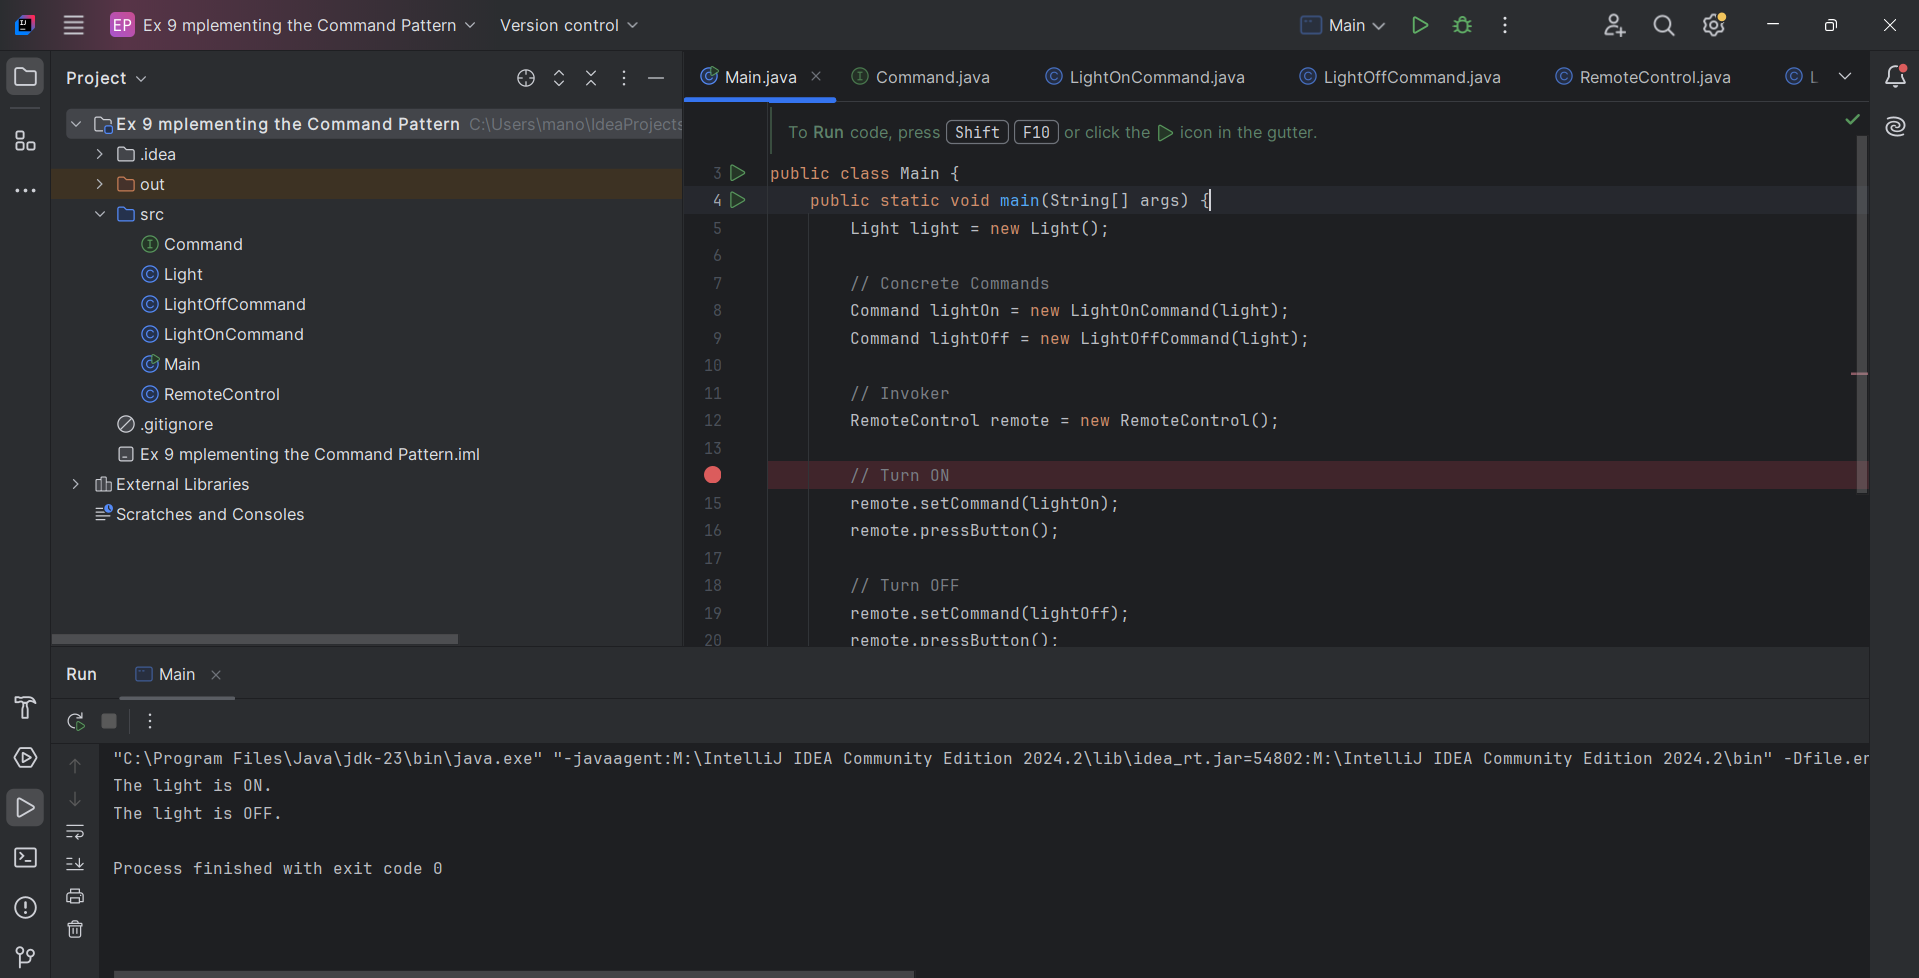 EP Ex 9 mplementing the Command Pattern Version control Main
Project
Main.java Command.java LightOnCommand.java LightOffCommand.java RemoteControl.java L
Ex 9 mplementing the Command Pattern C:\Users\mano\IdeaProjects
.idea
out
src
Command
Light
LightOffCommand
LightOnCommand
Main
RemoteControl
.gitignore
Ex 9 mplementing the Command Pattern.iml
External Libraries
Scratches and Consoles
To Run code, press Shift F10 or click the icon in the gutter.
3 public class Main {
4 public static void main(String[] args) {
5 Light light = new Light();
6
7 // Concrete Commands
8 Command lightOn = new LightOnCommand(light);
9 Command lightOff = new LightOffCommand(light);
10
11 // Invoker
12 RemoteControl remote = new RemoteControl();
13
// Turn ON
15 remote.setCommand(lightOn);
16 remote.pressButton();
17
18 // Turn OFF
19 remote.setCommand(lightOff);
20 remote.pressButton();
Run Main
"C:\Program Files\Java\jdk-23\bin\java.exe" "-javaagent:M:\IntelliJ IDEA Community Edition 2024.2\lib\idea_rt.jar=54802:M:\IntelliJ IDEA Community Edition 2024.2\bin" -Dfile.en
The light is ON.
The light is OFF.
Process finished with exit code 0